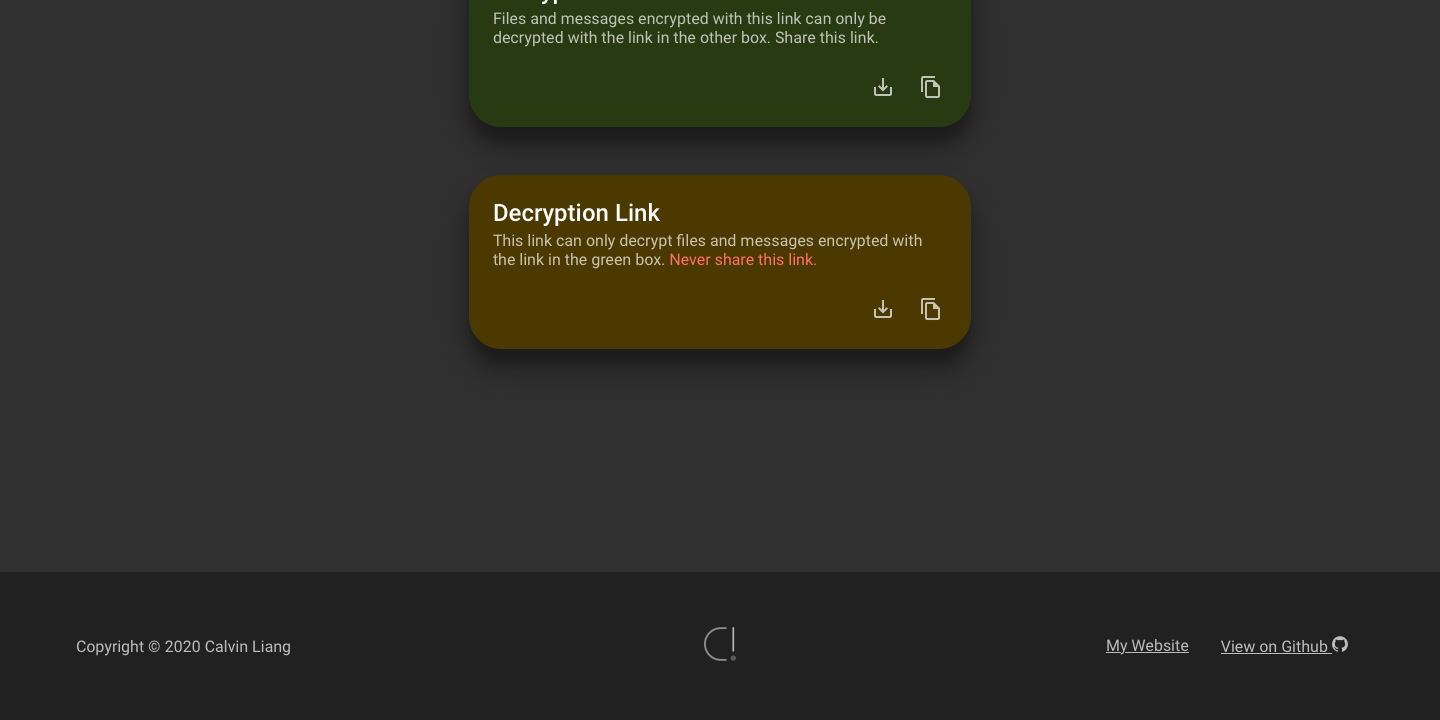 Files and messages encrypted with this link can only be
decrypted with the link in the other box. Share this link.
Decryption Link
This link can only decrypt files and messages encrypted with
the link in the green box. Never share this link.
Copyright © 2020 Calvin Liang
My Website
View on Github